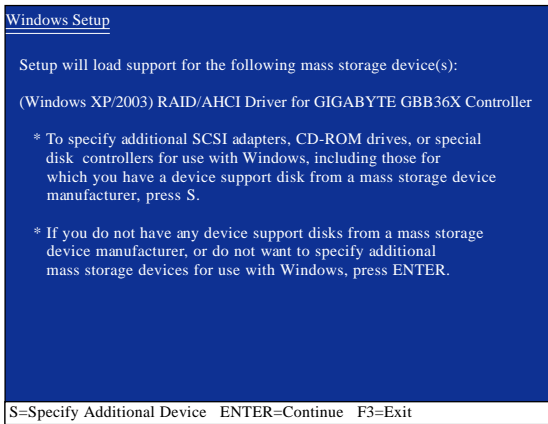 Windows Setup
Setup will load support for the following mass storage device(s):
(Windows XP/2003) RAID/AHCI Driver for GIGABYTE GBB36X Controller
* To specify additional SCSI adapters, CD-ROM drives, or special
disk controllers for use with Windows, including those for
which you have a device support disk from a mass storage device
manufacturer, press S.
* If you do not have any device support disks from a mass storage
device manufacturer, or do not want to specify additional
mass storage devices for use with Windows, press ENTER.
S=Specify Additional Device ENTER=Continue F3=Exit